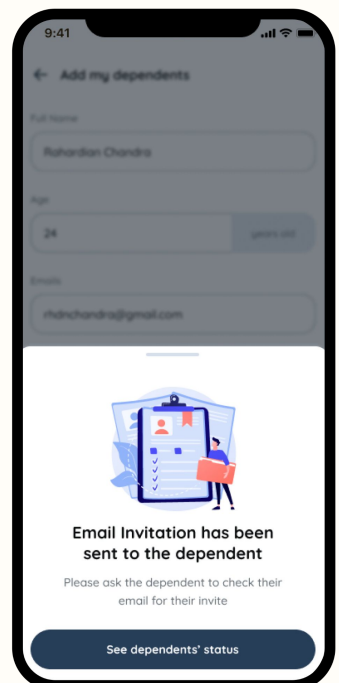 9:41
Add my dependents
Full Name
Rahardian Chandra
Age
24 years old
Emails
rhdnchandra@gmail.com
Email Invitation has been
sent to the dependent
Please ask the dependent to check their
email for their invite
See dependents' status